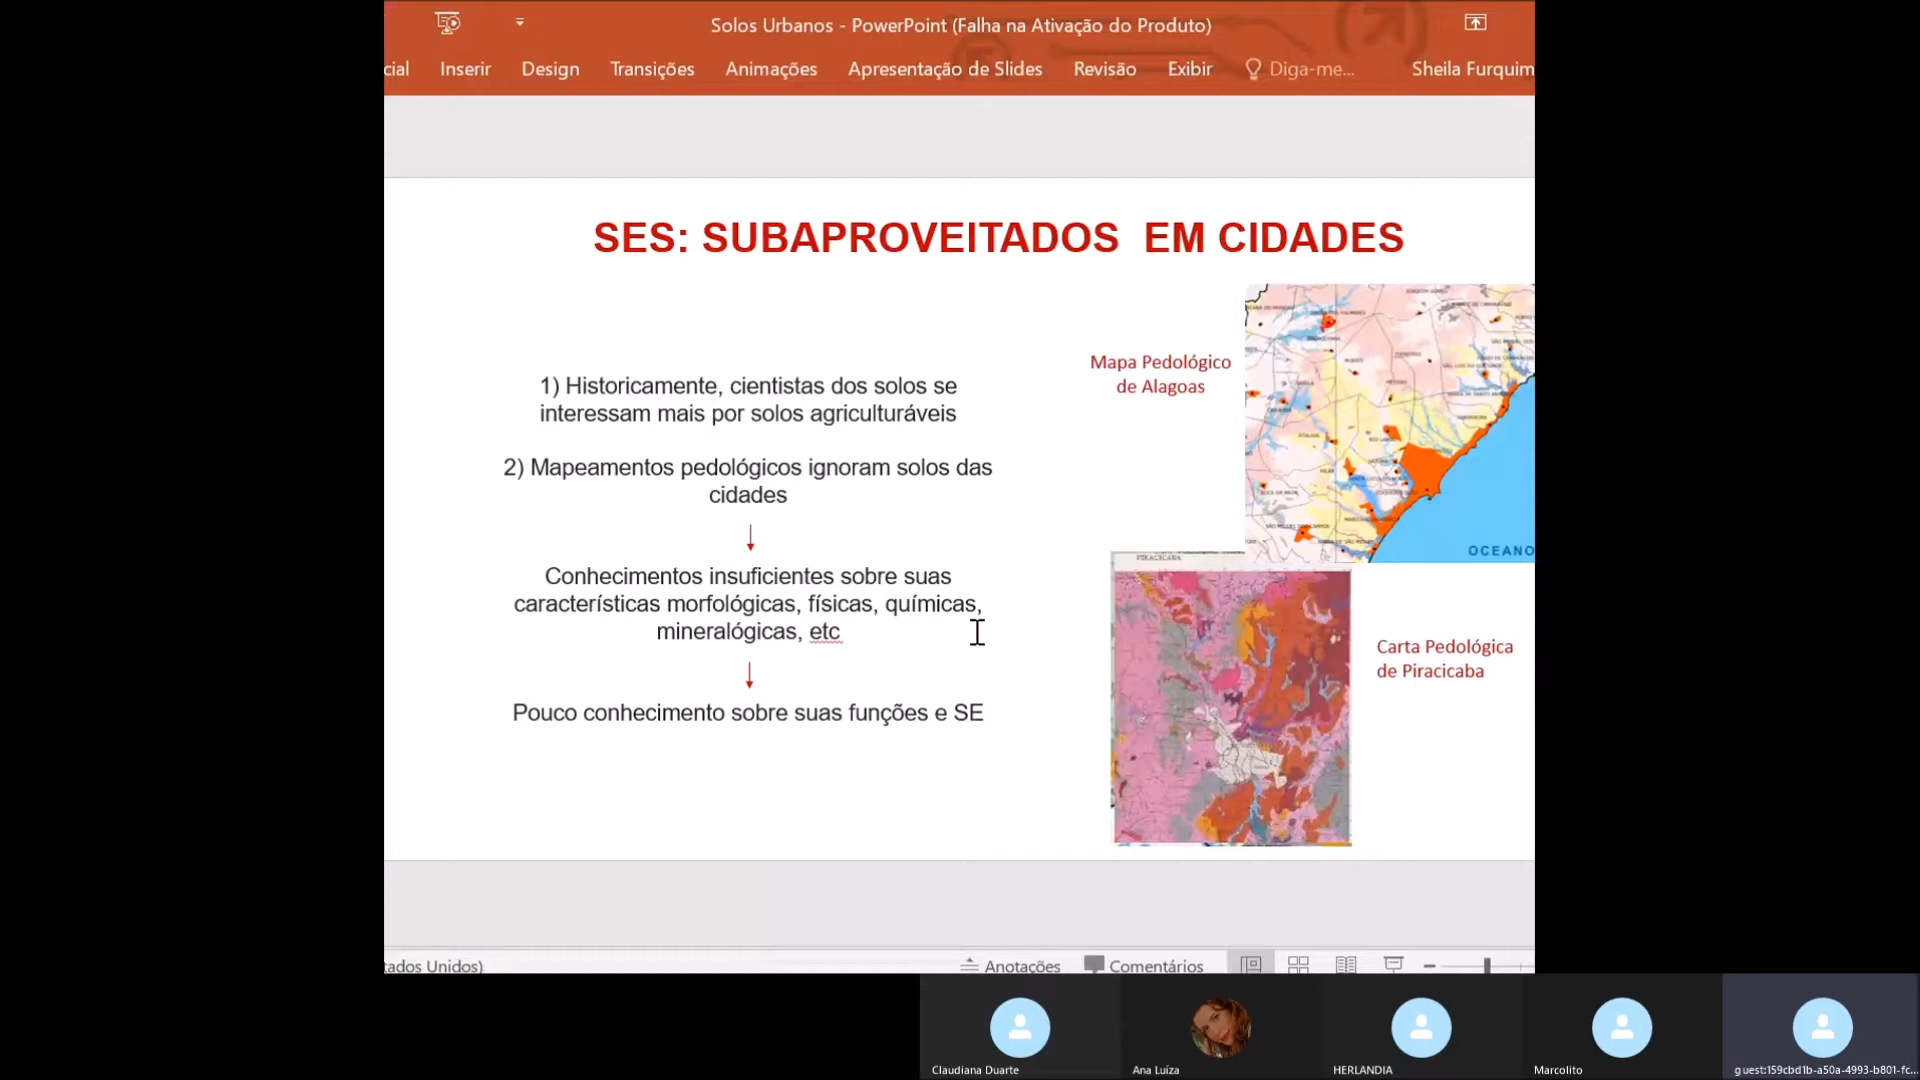 Solos Urbanos - PowerPoint (Falha na Ativação do Produto)
cial Inserir Design Transições Animações Apresentação de Slides Revisão Exibir Diga-me... Sheila Furquim
SES: SUBAPROVEITADOS EM CIDADES
1) Historicamente, cientistas dos solos se
interessam mais por solos agriculturáveis
2) Mapeamentos pedológicos ignoram solos das
cidades
Conhecimentos insuficientes sobre suas
características morfológicas, físicas, químicas,
mineralógicas, etc
Pouco conhecimento sobre suas funções e SE
Mapa Pedológico
de Alagoas
OCEANO
PIRACICABA
Carta Pedológica
de Piracicaba
tados Unidos)
Anotações Comentários
Claudiana Duarte
Ana Luíza
HERLANDIA
Marcolito
guest:159cbd1b-a50a-4993-b801-fc...